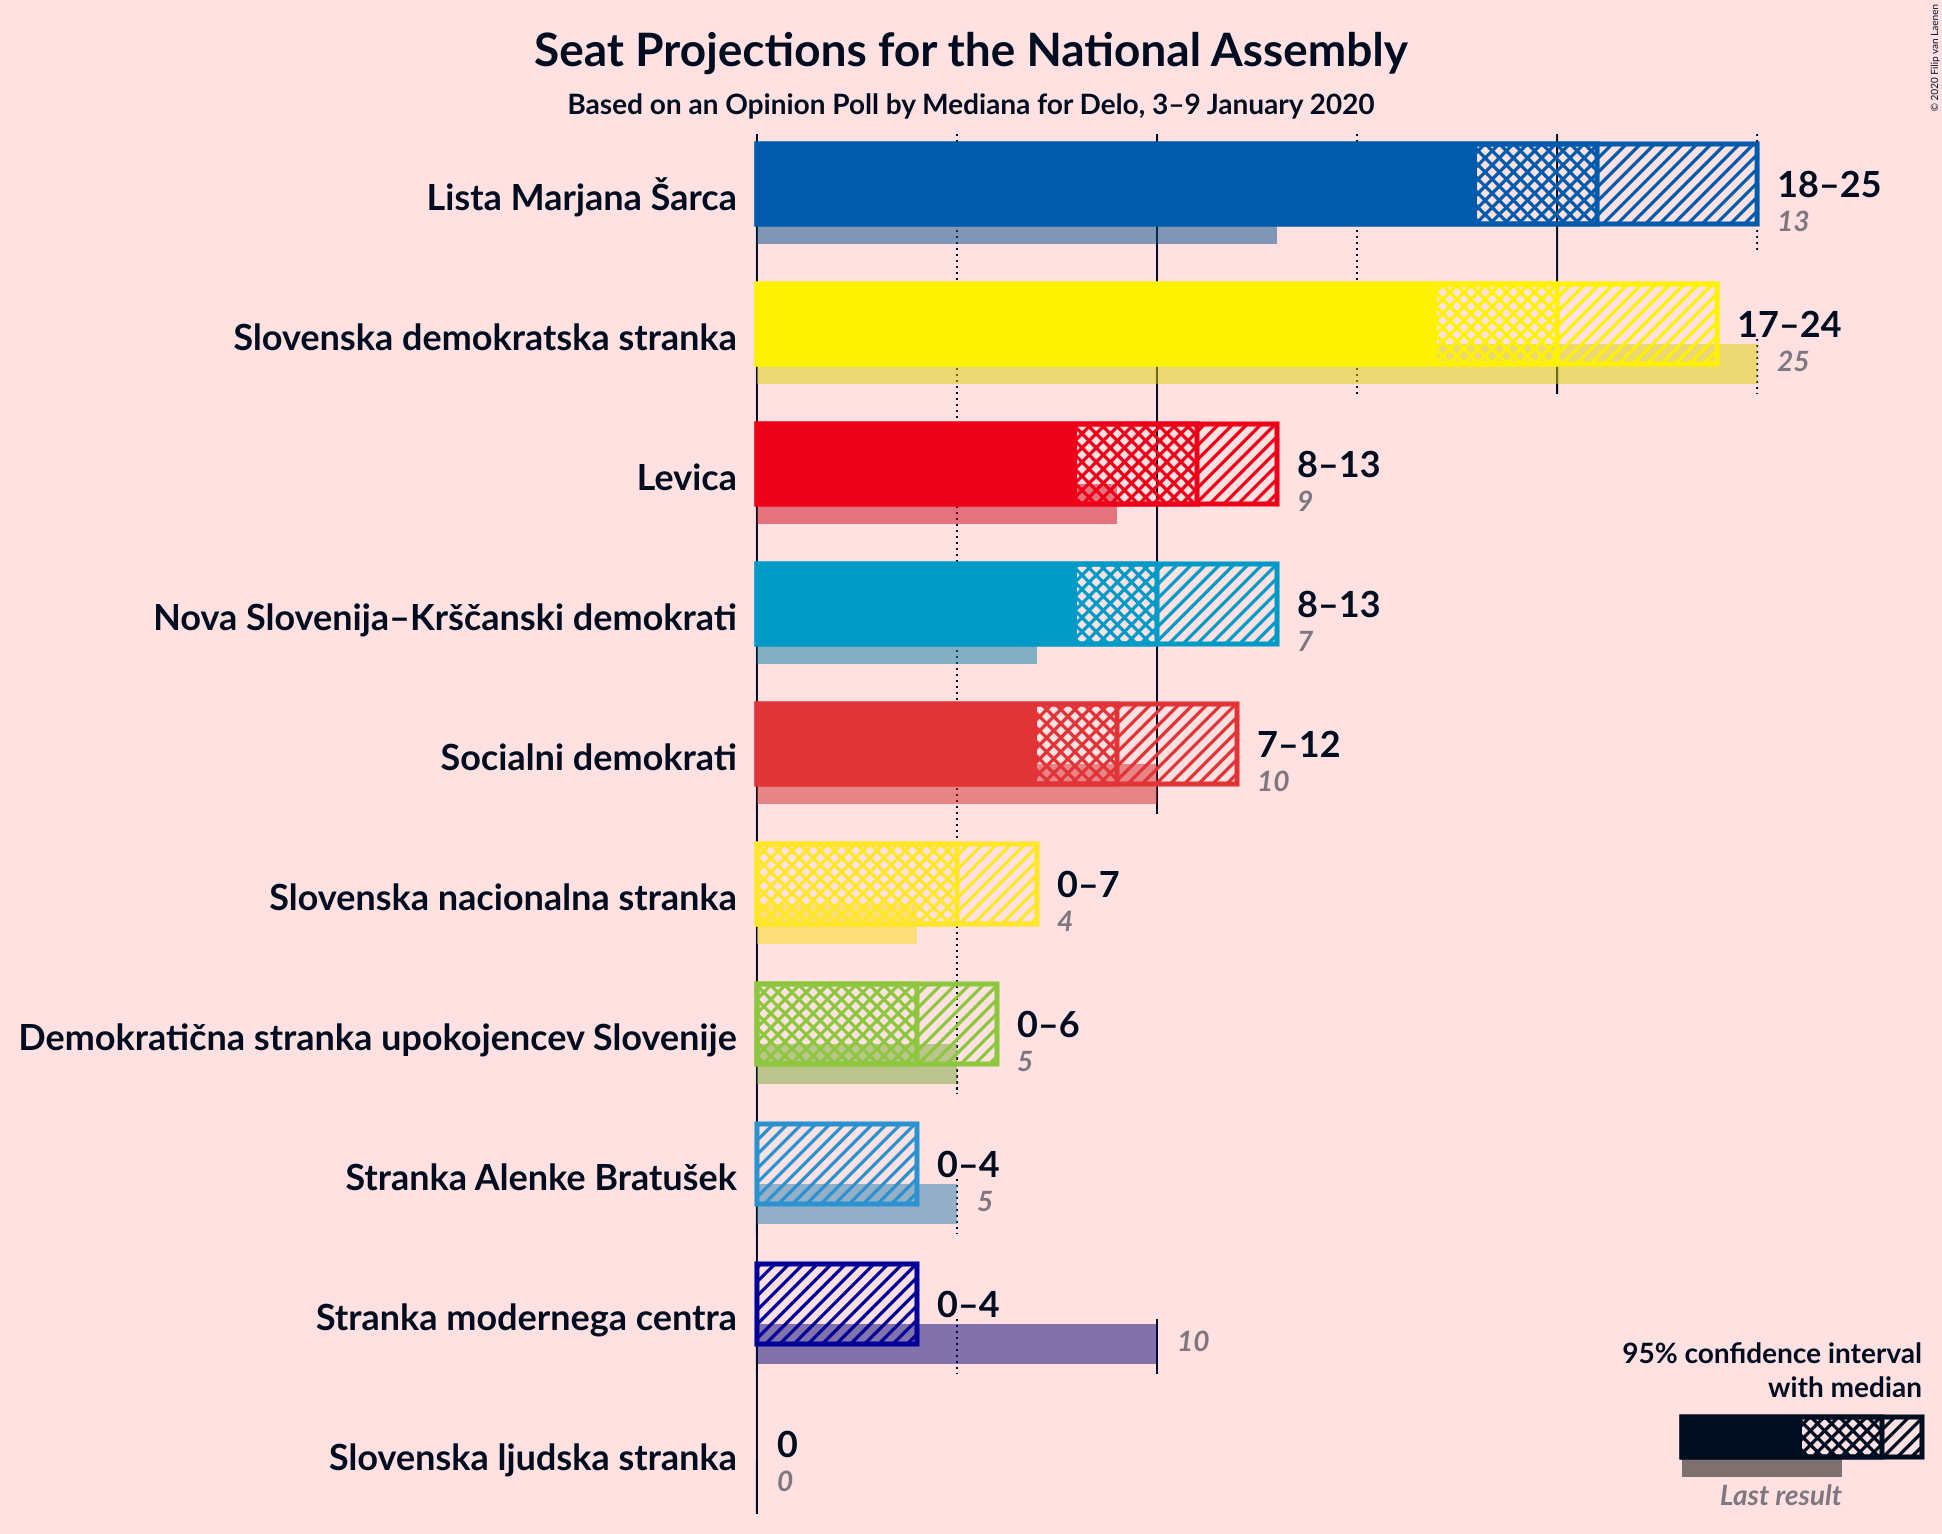 Seat Projections for the National Assembly
Based on an Opinion Poll by Mediana for Delo, 3–9 January 2020
© 2020 Filip van Laenen
Lista Marjana Šarca
18–25
13
Slovenska demokratska stranka
17–24
25
Levica
8–13
9
Nova Slovenija–Krščanski demokrati
8–13
7
Socialni demokrati
7–12
10
Slovenska nacionalna stranka
0–7
4
Demokratična stranka upokojencev Slovenije
0–6
5
Stranka Alenke Bratušek
0–4
5
Stranka modernega centra
0–4
10
Slovenska ljudska stranka
0
0
95% confidence interval
with median
Last result